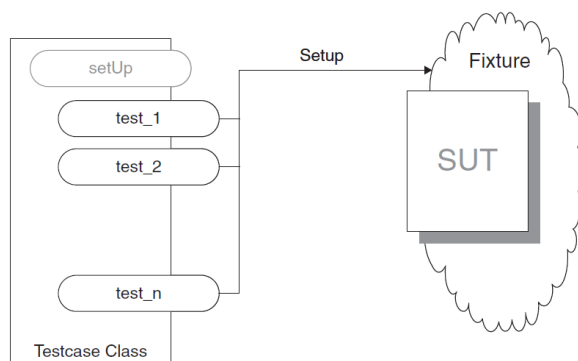 setUp
test_1
test_2
test_n
Testcase Class
Setup
Fixture
SUT